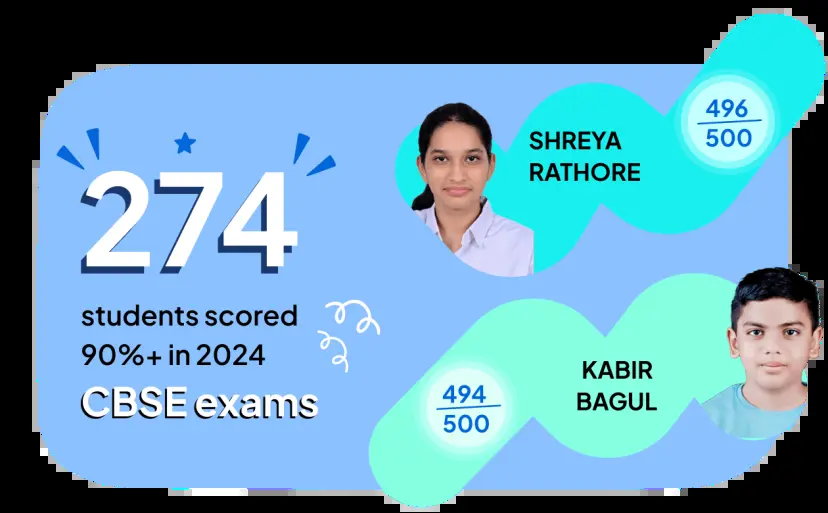 274
students scored
90%+ in 2024
CBSE exams
SHREYA
RATHORE
496
500
KABIR
BAGUL
494
500